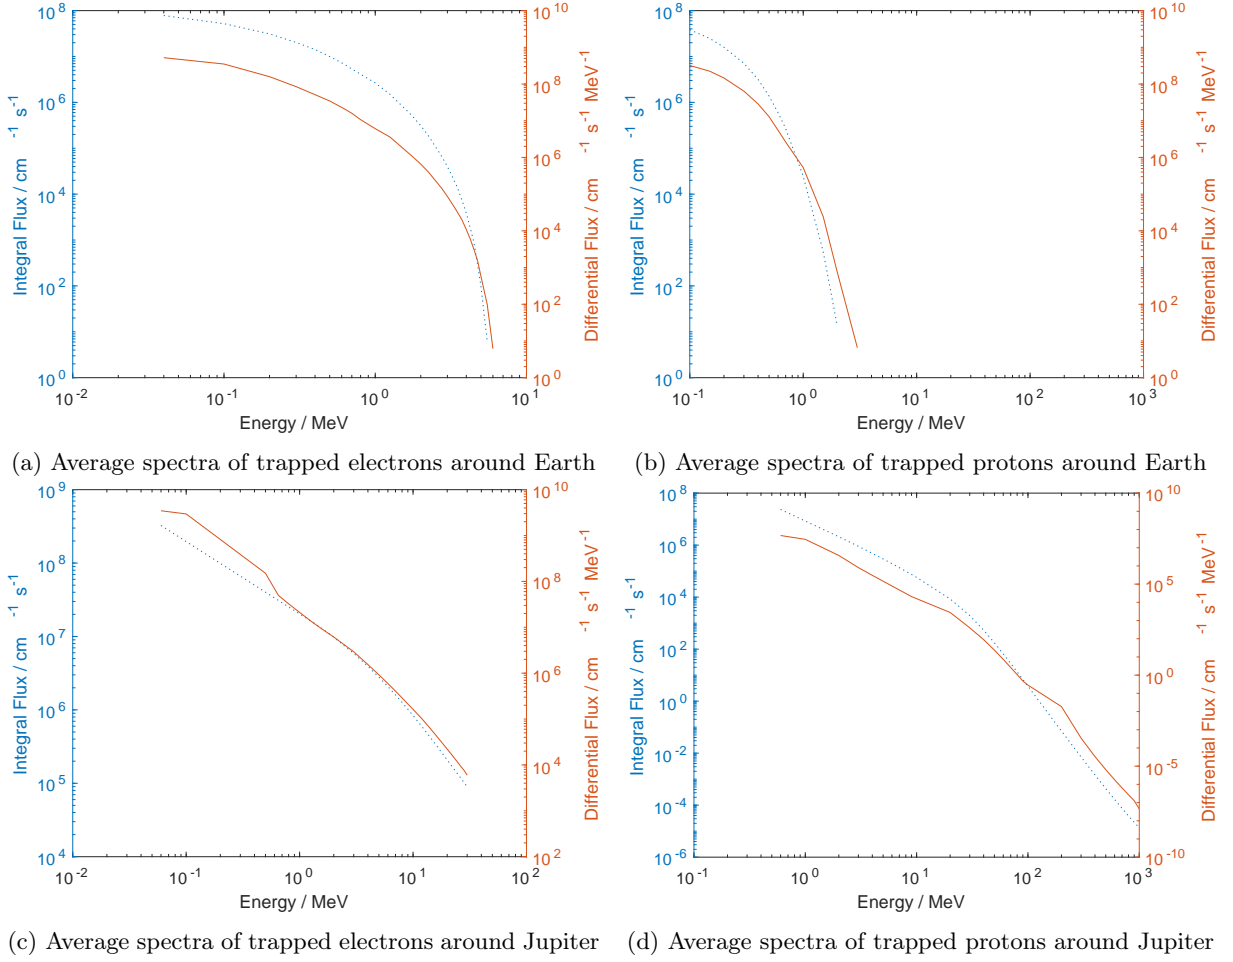 10^8
10^6
10^4
10^2
10^0
Integral Flux / cm^-1 s^-1
10^10
10^8
10^6
10^4
10^2
10^0
Differential Flux / cm^-1 s^-1 MeV^-1
10^-2 10^-1 10^0 10^1
Energy / MeV
(a) Average spectra of trapped electrons around Earth
10^8
10^6
10^4
10^2
10^0
Integral Flux / cm^-1 s^-1
10^10
10^8
10^6
10^4
10^2
10^0
Differential Flux / cm^-1 s^-1 MeV^-1
10^-1 10^0 10^1 10^2 10^3
Energy / MeV
(b) Average spectra of trapped protons around Earth
10^9
10^8
10^7
10^6
10^5
10^4
Integral Flux / cm^-1 s^-1
10^10
10^8
10^6
10^4
10^2
Differential Flux / cm^-1 s^-1 MeV^-1
10^-2 10^-1 10^0 10^1 10^2
Energy / MeV
(c) Average spectra of trapped electrons around Jupiter
10^8
10^6
10^4
10^2
10^0
10^-2
10^-4
10^-6
Integral Flux / cm^-1 s^-1
10^10
10^5
10^0
10^-5
10^-10
Differential Flux / cm^-1 s^-1 MeV^-1
10^-1 10^0 10^1 10^2 10^3
Energy / MeV
(d) Average spectra of trapped protons around Jupiter